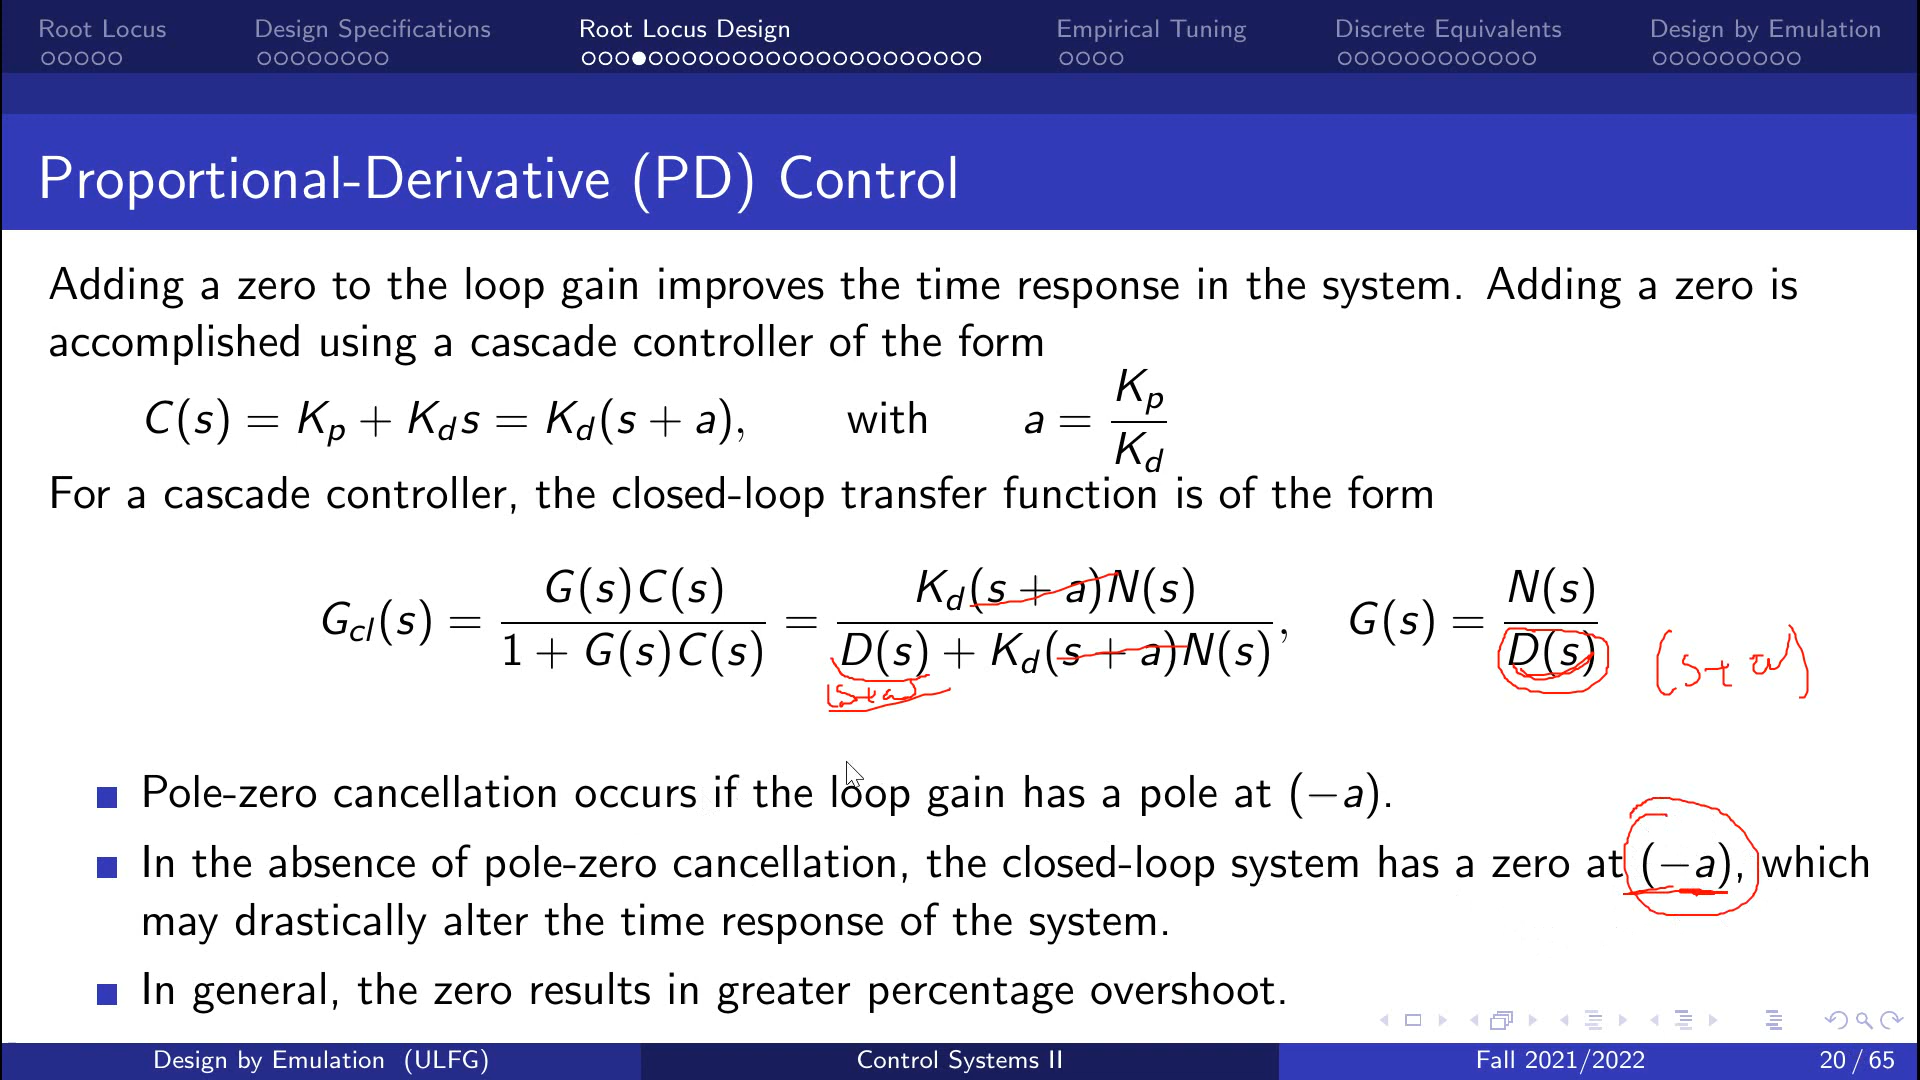 Root Locus Design Specifications Root Locus Design Empirical Tuning Discrete Equivalents Design by Emulation
Proportional-Derivative (PD) Control
Adding a zero to the loop gain improves the time response in the system. Adding a zero is
accomplished using a cascade controller of the form
C(s) = K_p + K_d s = K_d(s + a), with a = K_p / K_d
For a cascade controller, the closed-loop transfer function is of the form
G_cl(s) = G(s)C(s) / 1 + G(s)C(s) = K_d(s + a)N(s) / D(s) + K_d(s + a)N(s), G(s) = N(s) / D(s) (s+a)
(s+a)
Pole-zero cancellation occurs if the loop gain has a pole at (−a).
In the absence of pole-zero cancellation, the closed-loop system has a zero at (−a), which
may drastically alter the time response of the system.
In general, the zero results in greater percentage overshoot.
Design by Emulation (ULFG) Control Systems II Fall 2021/2022 20 / 65